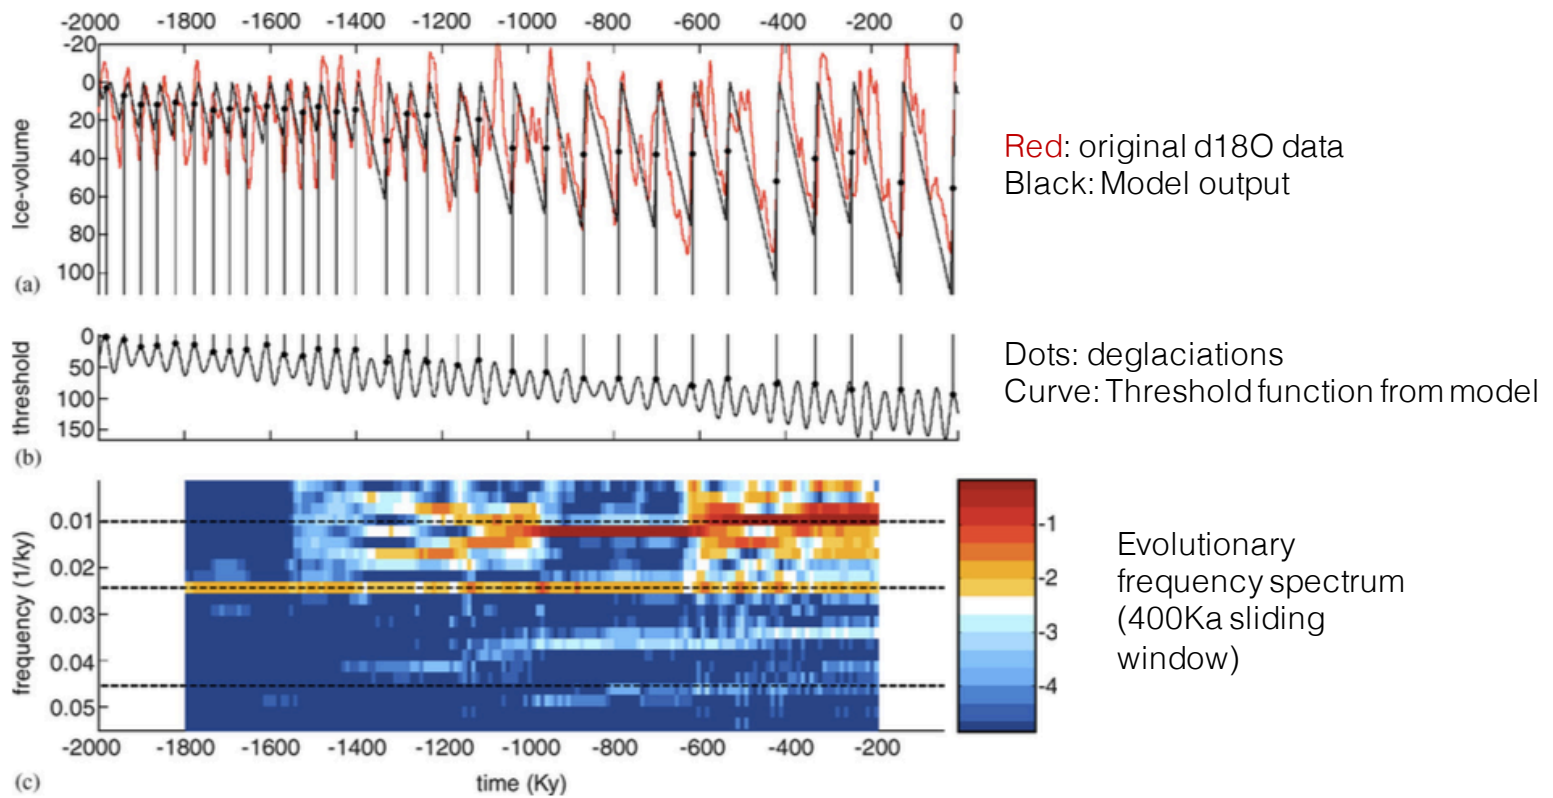 -2000 -1800 -1600 -1400 -1200 -1000 -800 -600 -400 -200 0
-20
0
20
40
60
80
100
Ice-volume
(a)
Red: original d18O data
Black: Model output
0
50
100
150
threshold
(b)
Dots: deglaciations
Curve: Threshold function from model
0.01
0.02
0.03
0.04
0.05
frequency (1/ky)
-1
-2
-3
-4
Evolutionary
frequency spectrum
(400Ka sliding
window)
-2000 -1800 -1600 -1400 -1200 -1000 -800 -600 -400 -200
time (Ky)
(c)